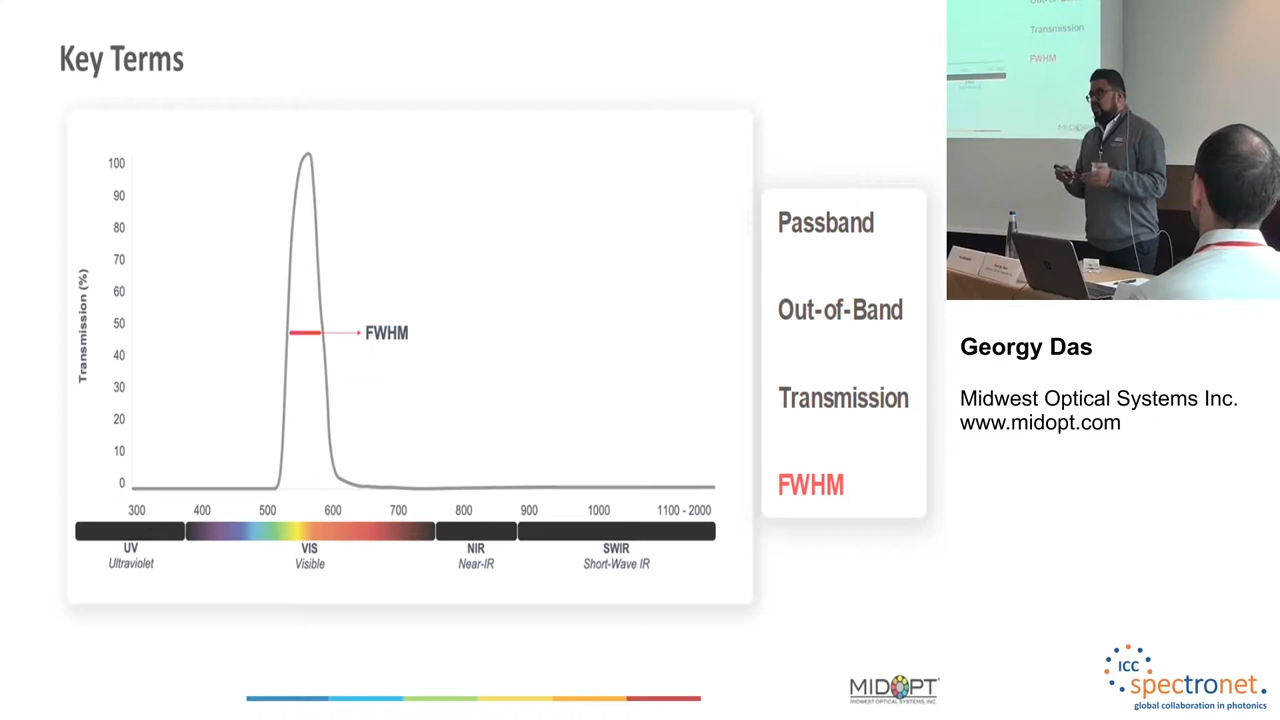 Key Terms
Transmission (%)
100
90
80
70
60
50
40
30
20
10
0
FWHM
300 400 500 600 700 800 900 1000 1100 - 2000
UV VIS NIR SWIR
Ultraviolet Visible Near-IR Short-Wave IR
Passband
Out-of-Band
Transmission
FWHM
Transmission
FWHM
Georgy Das
Midwest Optical Systems Inc.
www.midopt.com
MIDOPT
MIDWEST OPTICAL SYSTEMS, INC.
ICC
spectronet.
global collaboration in photonics